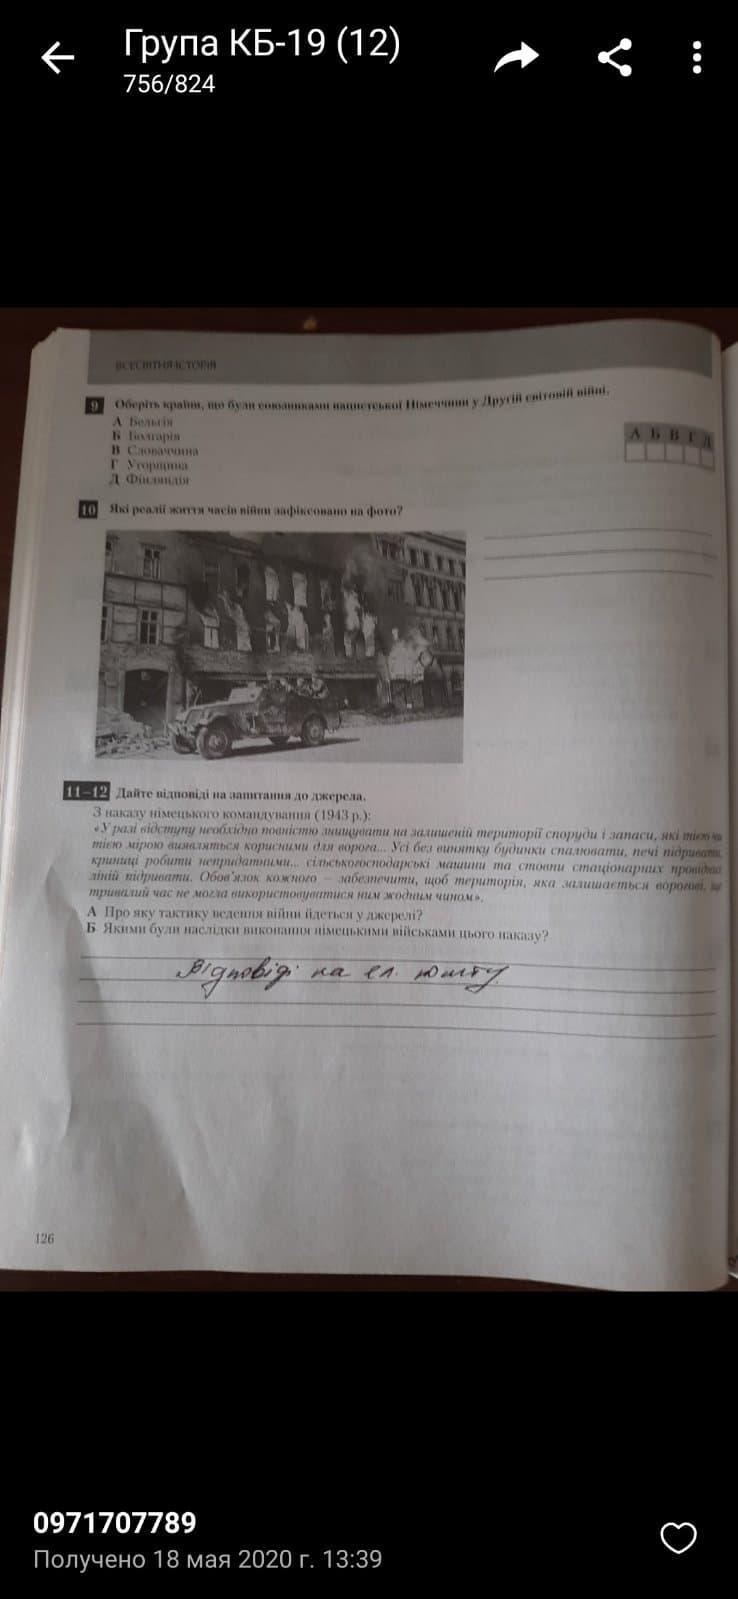 Група КБ-19 (12)
756/824
ВСЕСВІТНЯ ІСТОРІЯ
9 Оберіть країни, що були союзниками нацистської Німеччини у Другій світовій війні.
А Бельгія
Б Болгарія
В Словаччина
Г Угорщина
Д Фінляндія
А Б В Г Д
10 Які реалії життя часів війни зафіксовано на фото?
11–12 Дайте відповіді на запитання до джерела.
З наказу німецького командування (1943 р.):
«У разі відступу необхідно повністю знищувати на залишеній території споруди і запаси, які тією чи
тією мірою виявляться корисними для ворога... Усі без винятку будинки спалювати, печі підривати,
криниці робити непридатними... сільськогосподарські машини та стовпи стаціонарних провідних
ліній підривати. Обов'язок кожного – забезпечити, щоб територія, яка залишається ворогові, ще
тривалий час не могла використовуватися ним жодним чином».
А Про яку тактику ведення війни йдеться у джерелі?
Б Якими були наслідки виконання німецькими військами цього наказу?
Відповіді на ел. пошту
126
0971707789
Получено 18 мая 2020 г. 13:39